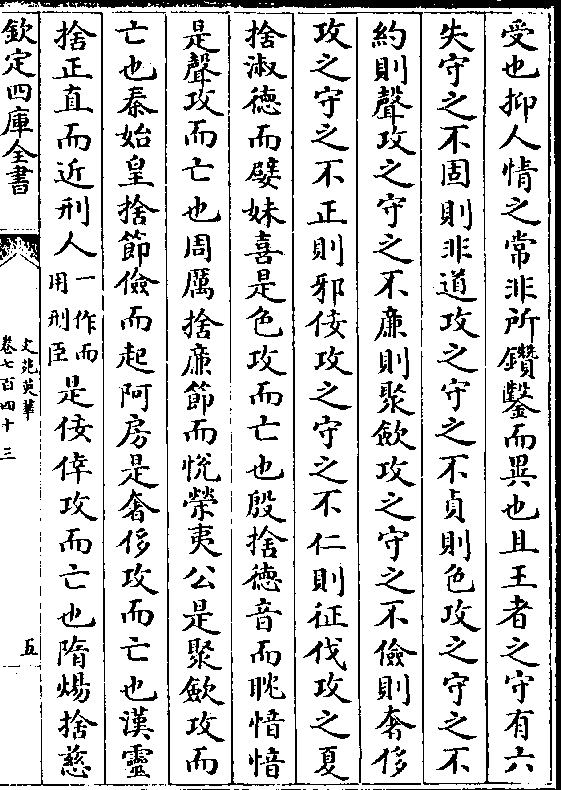 受也抑人情之常非所鑽鑿而異也且王者之守有六
失守之不固則非道攻之守之不貞則色攻之守之不
約則聲攻之守之不廉則聚歛攻之守之不儉則奢侈
攻之守之不正則邪佞攻之守之不仁則征伐攻之夏
捨淑德而嬖妹喜是色攻而亡也殷捨德音而耽愔愔
是聲攻而亡也周厲捨廉節而悅榮夷公是聚歛攻而
亡也秦始皇捨節儉而起阿房是奢侈攻而亡也漢靈
捨正直而近刑人一作而用刑臣是佞倖攻而亡也隋煬捨慈
欽定四庫全書
文苑英華
卷七百四十三
五